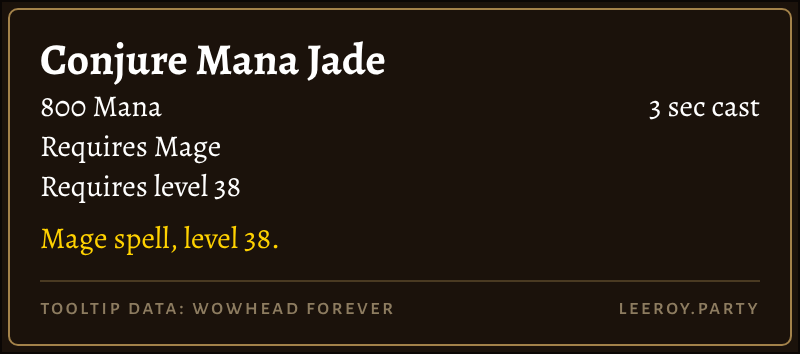 Conjure Mana Jade
800 Mana 3 sec cast
Requires Mage
Requires level 38
Mage spell, level 38.
TOOLTIP DATA: WOWHEAD FOREVER LEEROY.PARTY